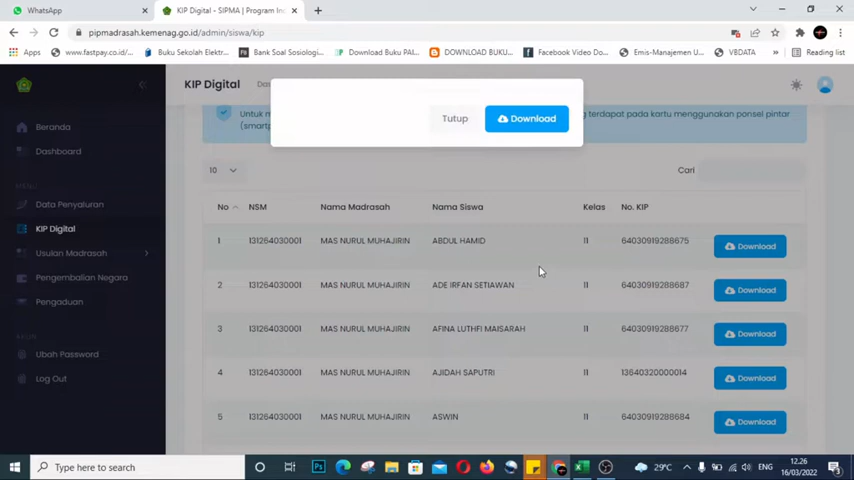 WhatsApp
KIP Digital - SIPMA | Program In
pipmadrasah.kemenag.go.id/admin/siswa/kip
Apps
www.fastpay.co.id/
Buku Sekolah Elektr...
Bank Soal Sosiologi...
Download Buku PAI...
DOWNLOAD BUKU...
Facebook Video Do...
Emis-Manajemen U...
VBDATA
»
Reading list
KIP Digital
Tutup
Download
Untuk m
g terdapat pada kartu menggunakan ponsel pintar
(smartp
Beranda
Dashboard
Data Penyaluran
KIP Digital
Usulan Madrasah
Pengembalian Negara
Pengaduan
AKUN
Ubah Password
Log Out
10
Cari
No NSM Nama Madrasah Nama Siswa Kelas No. KIP
1 131264030001 MAS NURUL MUHAJIRIN ABDUL HAMID 11 64030919288675 Download
2 131264030001 MAS NURUL MUHAJIRIN ADE IRFAN SETIAWAN 11 64030919288687 Download
3 131264030001 MAS NURUL MUHAJIRIN AFINA LUTHFI MAISARAH 11 64030919288677 Download
4 131264030001 MAS NURUL MUHAJIRIN AJIDAH SAPUTRI 11 1364032000014 Download
5 131264030001 MAS NURUL MUHAJIRIN ASWIN 11 64030919288684 Download
Type here to search
29°C
ENG
12.26
16/03/2022
3